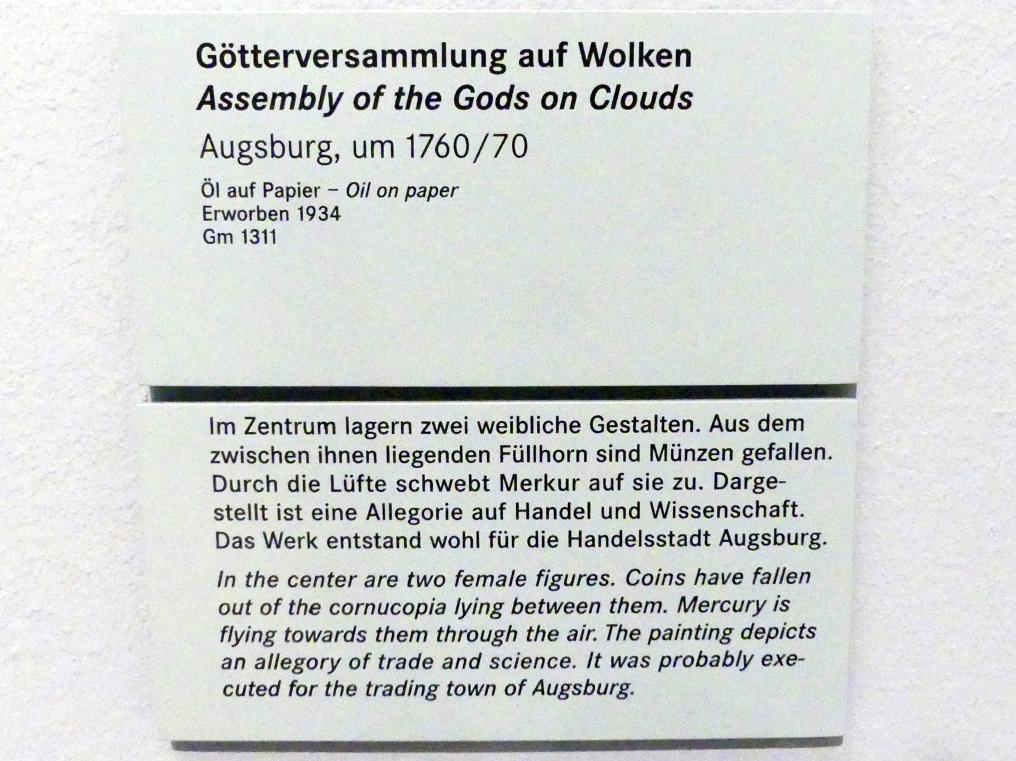 Götterversammlung auf Wolken
Assembly of the Gods on Clouds
Augsburg, um 1760/70
Öl auf Papier – Oil on paper
Erworben 1934
Gm 1311
Im Zentrum lagern zwei weibliche Gestalten. Aus dem
zwischen ihnen liegenden Füllhorn sind Münzen gefallen.
Durch die Lüfte schwebt Merkur auf sie zu. Darge-
stellt ist eine Allegorie auf Handel und Wissenschaft.
Das Werk entstand wohl für die Handelsstadt Augsburg.
In the center are two female figures. Coins have fallen
out of the cornucopia lying between them. Mercury is
flying towards them through the air. The painting depicts
an allegory of trade and science. It was probably exe-
cuted for the trading town of Augsburg.